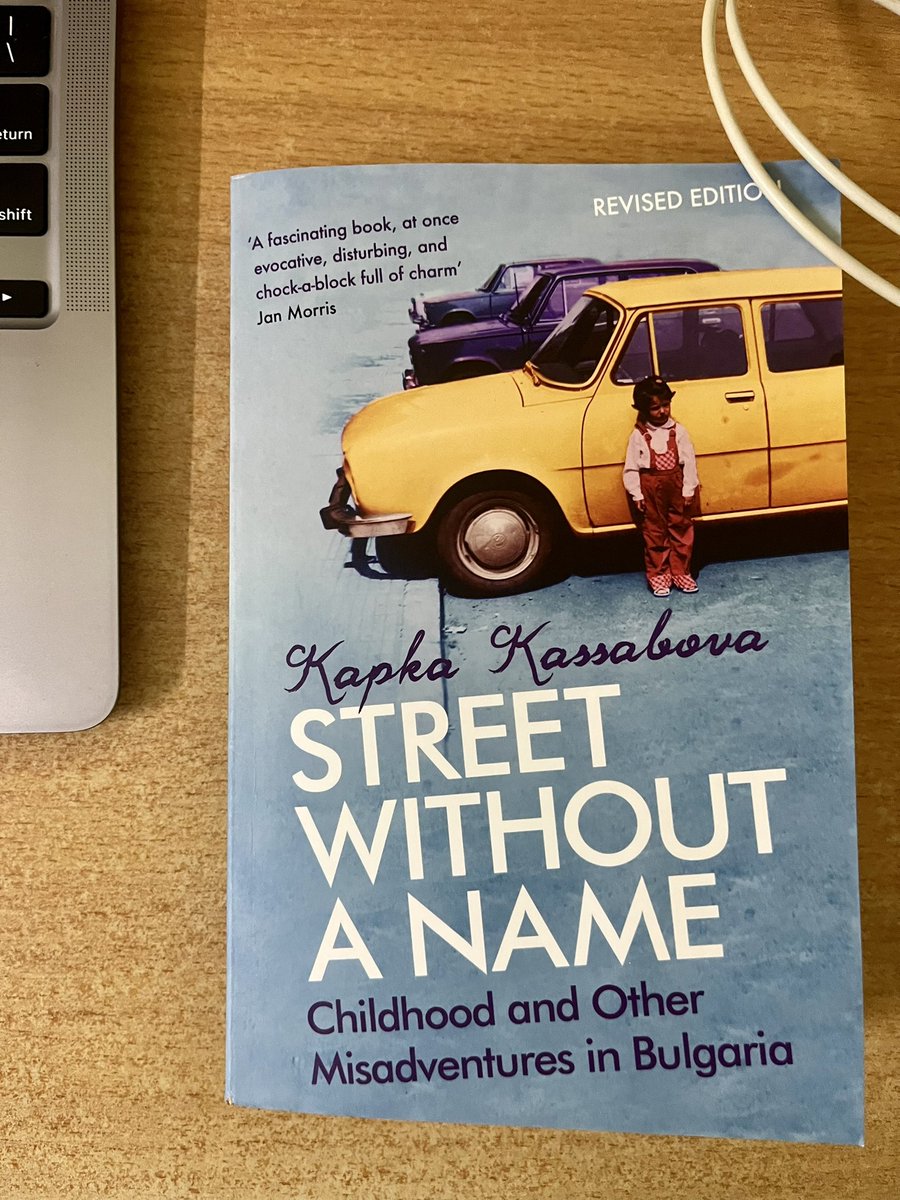 |
\
return
shift
REVISED EDITION
'A fascinating book, at once
evocative, disturbing, and
chock-a-block full of charm'
Jan Morris
Kapka Kassabova
STREET
WITHOUT
A NAME
Childhood and Other
Misadventures in Bulgaria